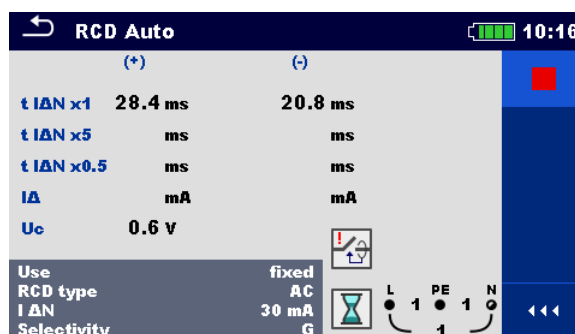 RCD Auto 10:16
(+) (-)
t IΔN x1 28.4 ms 20.8 ms
t IΔN x5 ms ms
t IΔN x0.5 ms ms
IΔ mA mA
Uc 0.6 V
!
Use fixed
RCD type AC
I ΔN 30 mA
Selectivity G
L PE N
1 1
1